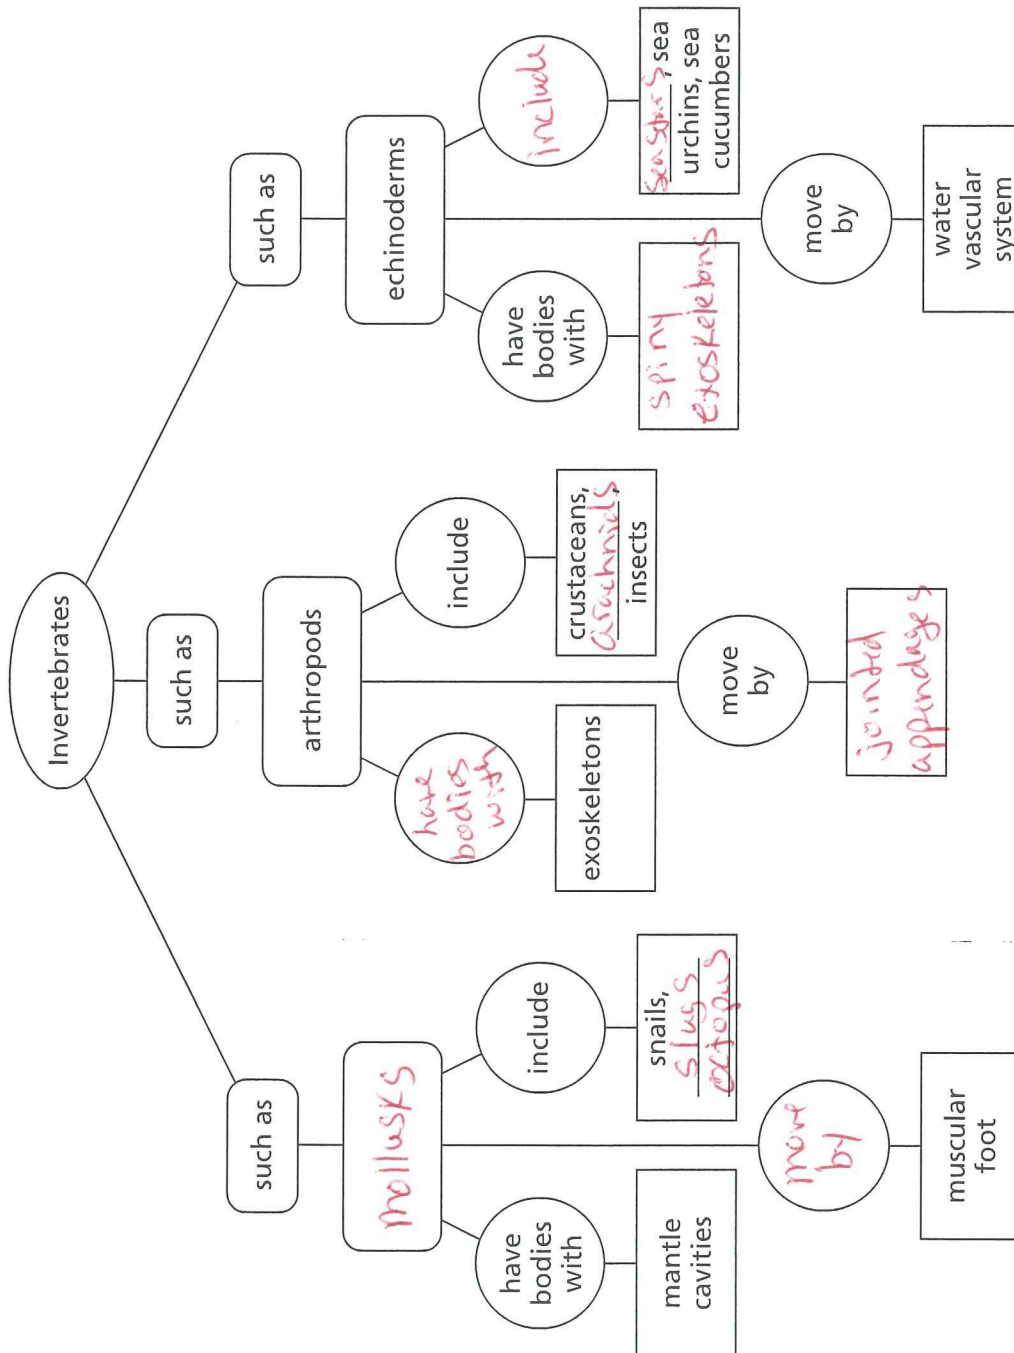 Invertebrates
such as
mollusks
have
bodies
with
mantle
cavities
include
snails,
slugs
octopus
move
by
muscular
foot
such as
arthropods
have
bodies
with
exoskeletons
include
crustaceans,
arachnids,
insects
move
by
jointed
appendages
such as
echinoderms
have
bodies
with
spiny
exoskeletons
include
sea stars, sea
urchins, sea
cucumbers
move
by
water
vascular
system